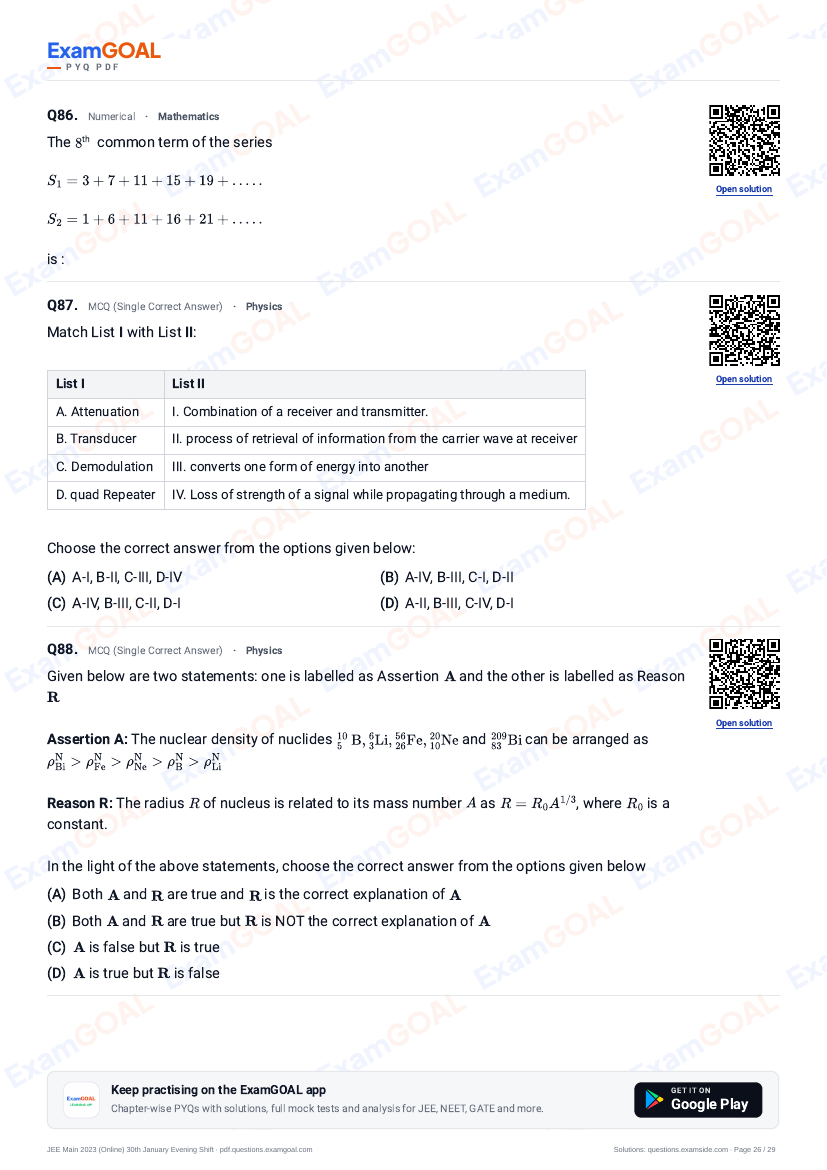 ExamGOAL
PYQ PDF
Q86. Numerical · Mathematics
The 8th common term of the series
S₁ = 3 + 7 + 11 + 15 + 19 + . . . . .
S₂ = 1 + 6 + 11 + 16 + 21 + . . . . .
is :
Open solution
Q87. MCQ (Single Correct Answer) · Physics
Match List I with List II:
Open solution
List I List II
A. Attenuation I. Combination of a receiver and transmitter.
B. Transducer II. process of retrieval of information from the carrier wave at receiver
C. Demodulation III. converts one form of energy into another
D. quad Repeater IV. Loss of strength of a signal while propagating through a medium.
Choose the correct answer from the options given below:
(A) A-I, B-II, C-III, D-IV (B) A-IV, B-III, C-I, D-II
(C) A-IV, B-III, C-II, D-I (D) A-II, B-III, C-IV, D-I
Q88. MCQ (Single Correct Answer) · Physics
Given below are two statements: one is labelled as Assertion A and the other is labelled as Reason
R
Open solution
Assertion A: The nuclear density of nuclides ¹⁰₅B, ⁶₃Li, ⁵⁶₂₆Fe, ²⁰₁₀Ne and ²⁰⁹₈₃Bi can be arranged as
ρ^N_Bi > ρ^N_Fe > ρ^N_Ne > ρ^N_B > ρ^N_Li
Reason R: The radius R of nucleus is related to its mass number A as R = R₀A^{1/3}, where R₀ is a
constant.
In the light of the above statements, choose the correct answer from the options given below
(A) Both A and R are true and R is the correct explanation of A
(B) Both A and R are true but R is NOT the correct explanation of A
(C) A is false but R is true
(D) A is true but R is false
Keep practising on the ExamGOAL app
Chapter-wise PYQs with solutions, full mock tests and analysis for JEE, NEET, GATE and more.
GET IT ON
Google Play
JEE Main 2023 (Online) 30th January Evening Shift · pdf.questions.examgoal.com
Solutions: questions.examside.com · Page 26 / 29